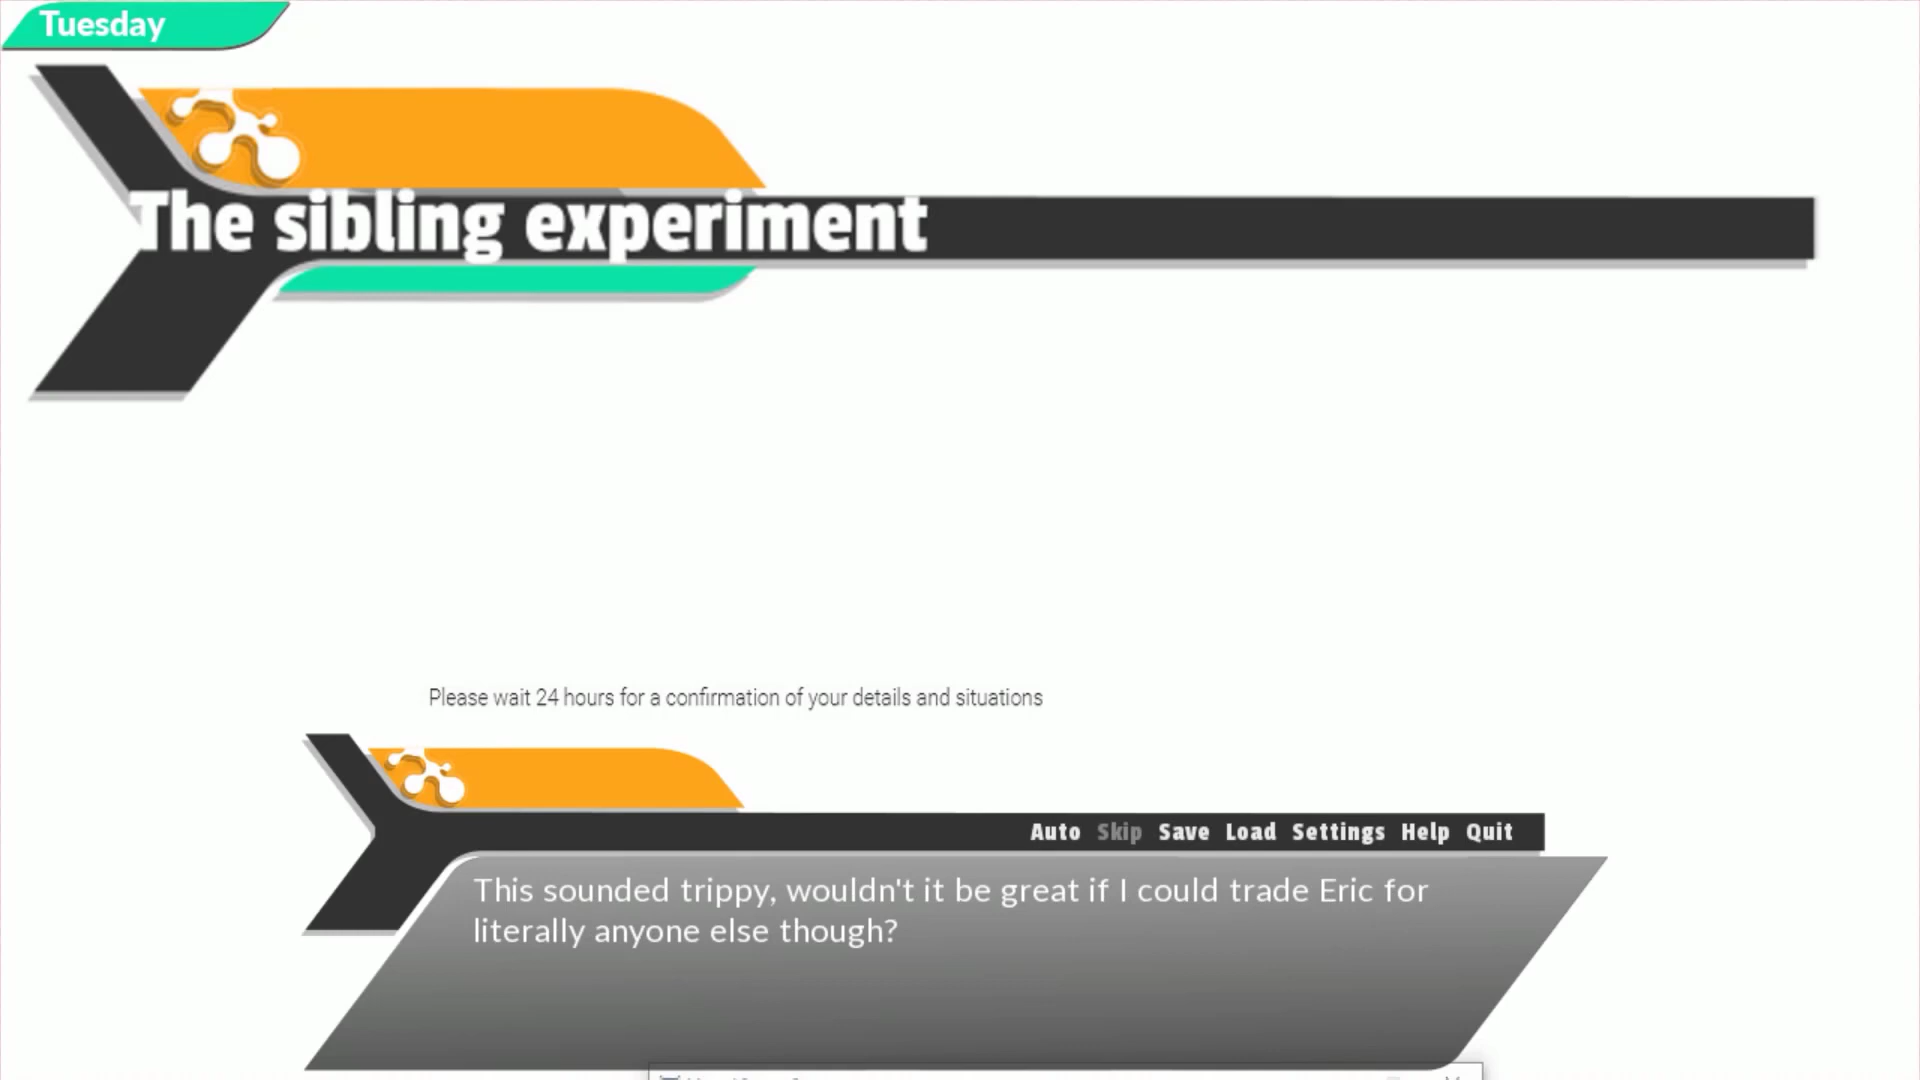 Tuesday
The sibling experiment
Please wait 24 hours for a confirmation of your details and situations
Auto Skip Save Load Settings Help Quit
This sounded trippy, wouldn't it be great if I could trade Eric for
literally anyone else though?